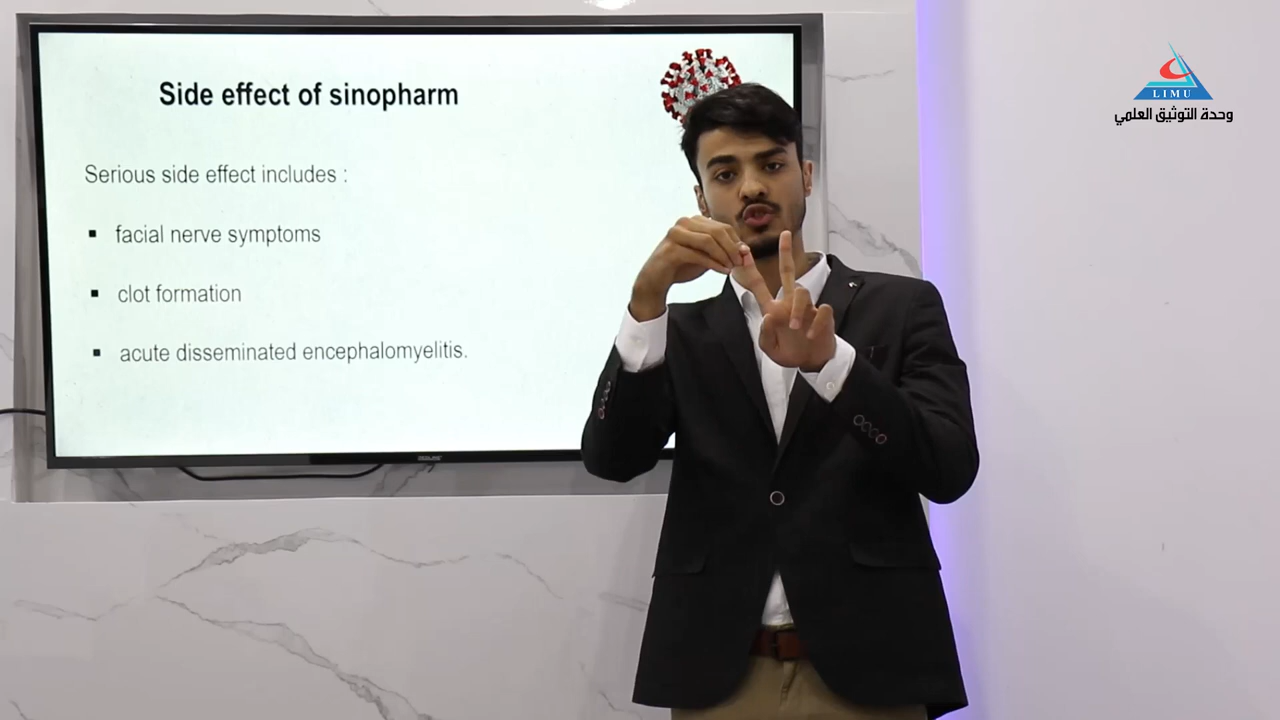 Side effect of sinopharm
Serious side effect includes :
▪ facial nerve symptoms
▪ clot formation
▪ acute disseminated encephalomyelitis.
LIMU
وحدة التوثيق العلمي